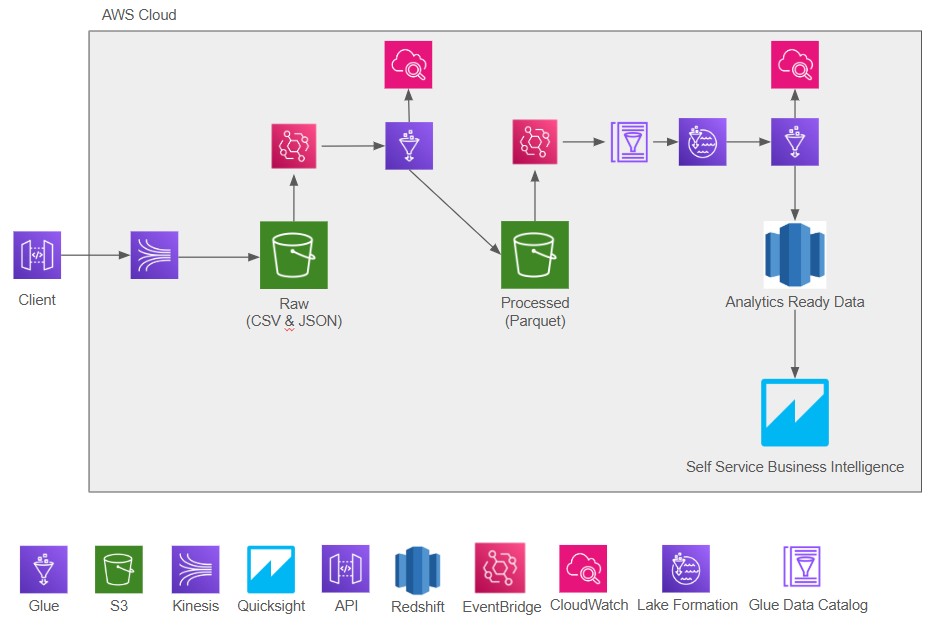 AWS Cloud
Client
Raw
(CSV & JSON)
Processed
(Parquet)
Analytics Ready Data
Self Service Business Intelligence
Glue
S3
Kinesis
Quicksight
API
Redshift
EventBridge
CloudWatch
Lake Formation
Glue Data Catalog